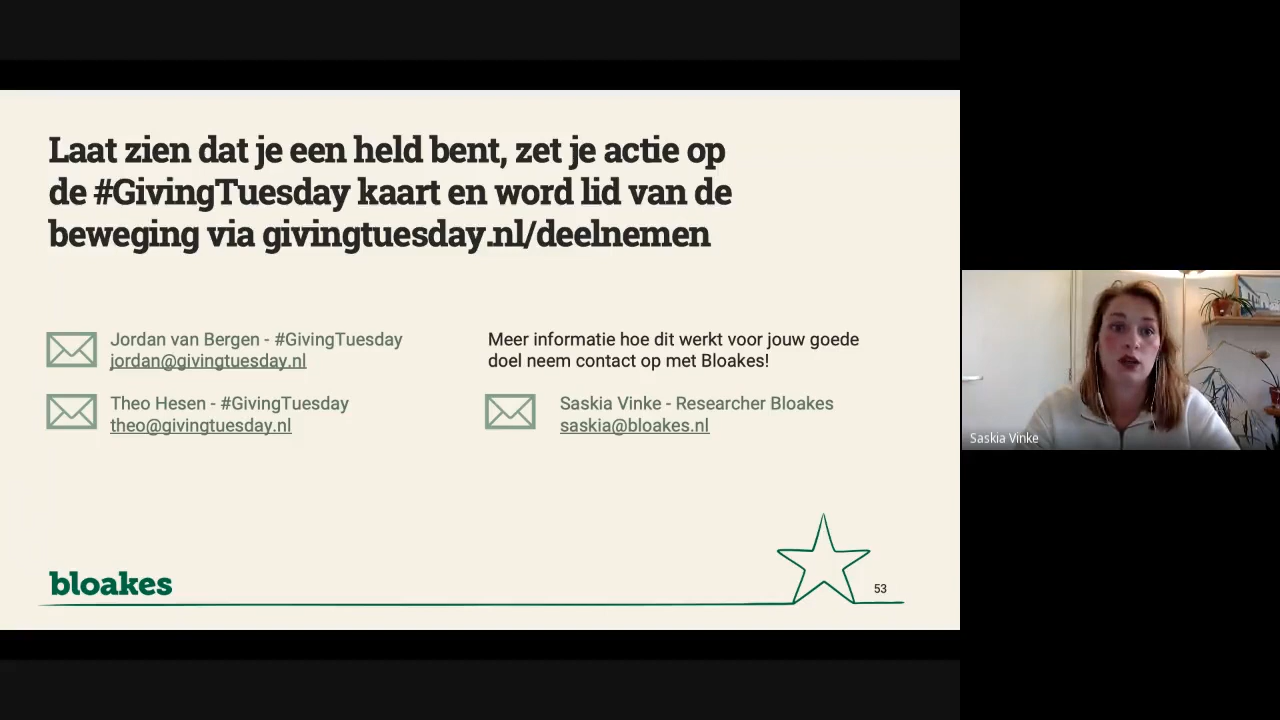 Laat zien dat je een held bent, zet je actie op
de #GivingTuesday kaart en word lid van de
beweging via givingtuesday.nl/deelnemen
Jordan van Bergen - #GivingTuesday
jordan@givingtuesday.nl
Theo Hesen - #GivingTuesday
theo@givingtuesday.nl
Meer informatie hoe dit werkt voor jouw goede
doel neem contact op met Bloakes!
Saskia Vinke - Researcher Bloakes
saskia@bloakes.nl
bloakes
53
Saskia Vinke